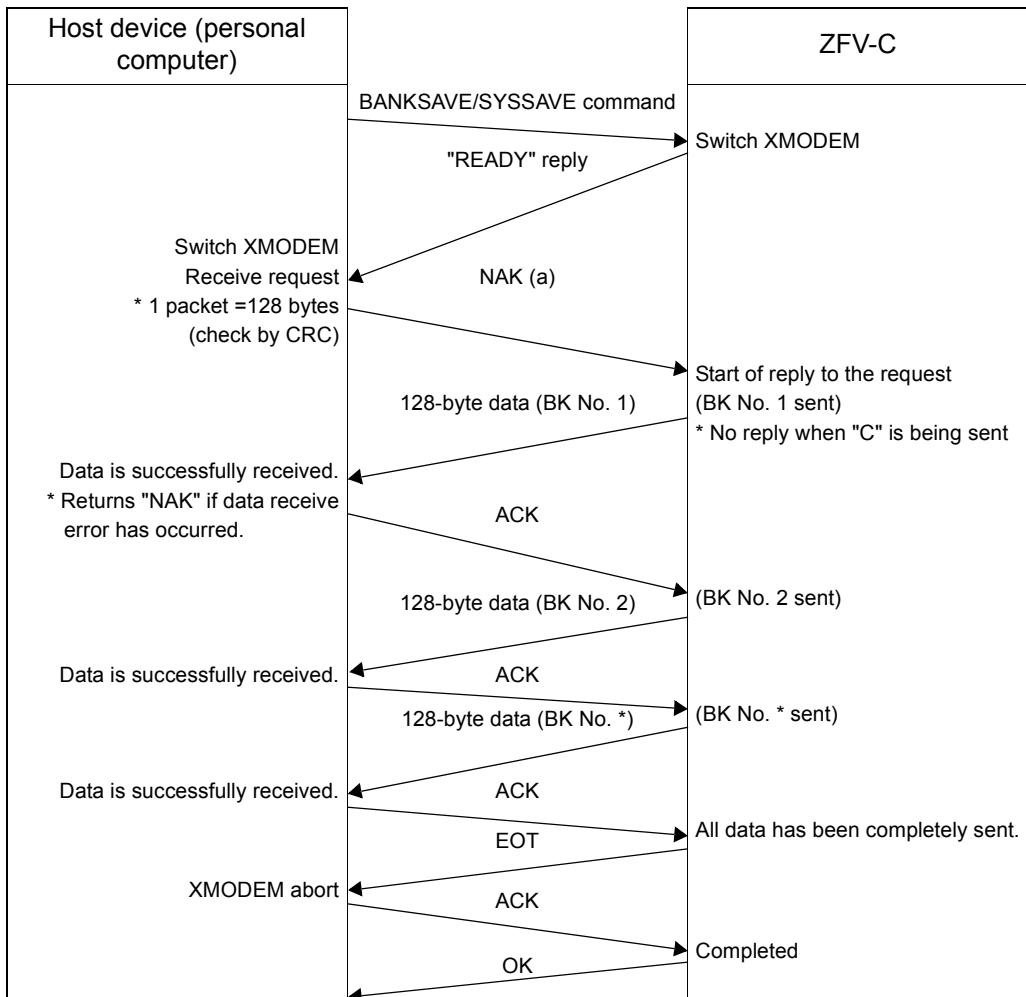 Host device (personal
computer)
ZFV-C
BANKSAVE/SYSSAVE command
Switch XMODEM
"READY" reply
Switch XMODEM
Receive request
* 1 packet =128 bytes
(check by CRC)
NAK (a)
Start of reply to the request
(BK No. 1 sent)
* No reply when "C" is being sent
128-byte data (BK No. 1)
Data is successfully received.
* Returns "NAK" if data receive
error has occurred.
ACK
(BK No. 2 sent)
128-byte data (BK No. 2)
Data is successfully received.
ACK
(BK No. * sent)
128-byte data (BK No. *)
Data is successfully received.
ACK
All data has been completely sent.
EOT
XMODEM abort
ACK
Completed
OK